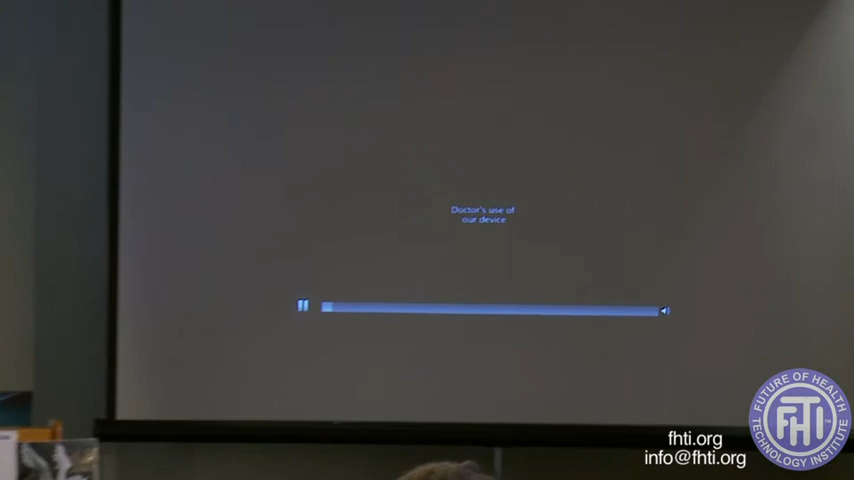 Doctor's use of
our device
fhti.org
info@fhti.org
FUTURE OF HEALTH
FHTI
TECHNOLOGY INSTITUTE